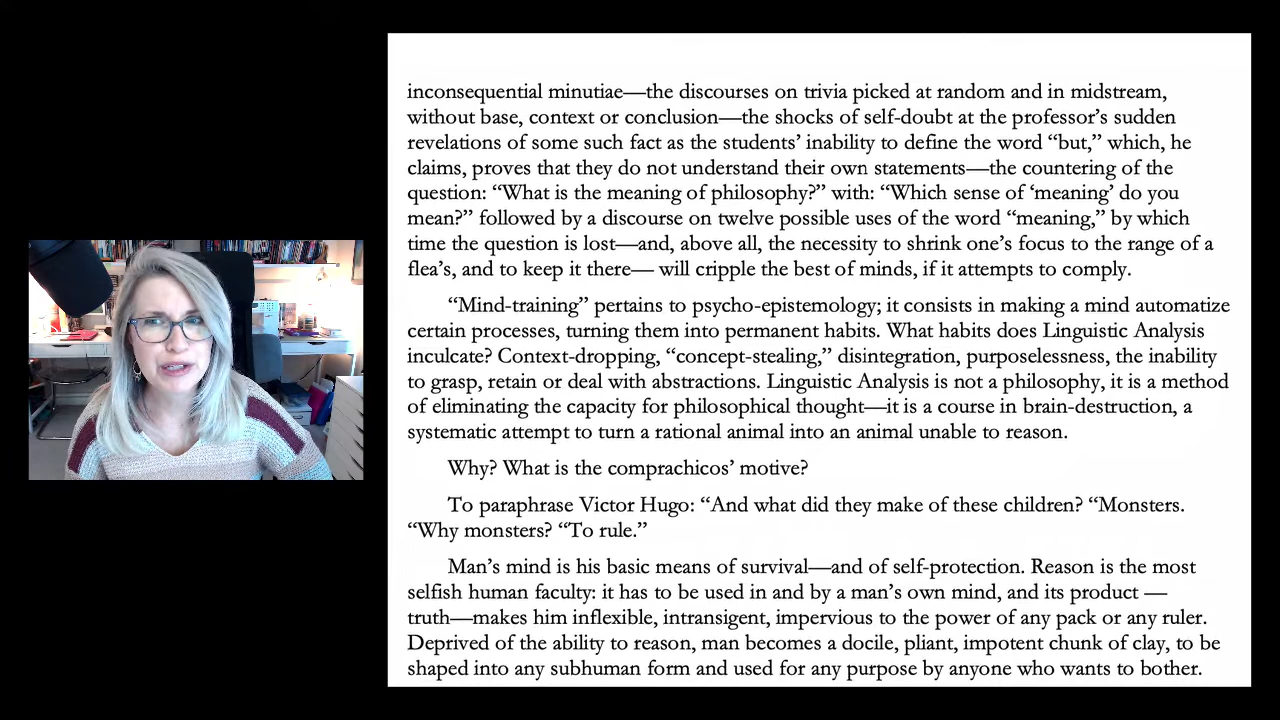 inconsequential minutiae—the discourses on trivia picked at random and in midstream,
without base, context or conclusion—the shocks of self-doubt at the professor’s sudden
revelations of some such fact as the students’ inability to define the word “but,” which, he
claims, proves that they do not understand their own statements—the countering of the
question: “What is the meaning of philosophy?” with: “Which sense of ‘meaning’ do you
mean?” followed by a discourse on twelve possible uses of the word “meaning,” by which
time the question is lost—and, above all, the necessity to shrink one’s focus to the range of a
flea’s, and to keep it there— will cripple the best of minds, if it attempts to comply.
“Mind-training” pertains to psycho-epistemology; it consists in making a mind automatize
certain processes, turning them into permanent habits. What habits does Linguistic Analysis
inculcate? Context-dropping, “concept-stealing,” disintegration, purposelessness, the inability
to grasp, retain or deal with abstractions. Linguistic Analysis is not a philosophy, it is a method
of eliminating the capacity for philosophical thought—it is a course in brain-destruction, a
systematic attempt to turn a rational animal into an animal unable to reason.
Why? What is the comprachicos’ motive?
To paraphrase Victor Hugo: “And what did they make of these children? “Monsters.
“Why monsters? “To rule.”
Man’s mind is his basic means of survival—and of self-protection. Reason is the most
selfish human faculty: it has to be used in and by a man’s own mind, and its product —
truth—makes him inflexible, intransigent, impervious to the power of any pack or any ruler.
Deprived of the ability to reason, man becomes a docile, pliant, impotent chunk of clay, to be
shaped into any subhuman form and used for any purpose by anyone who wants to bother.